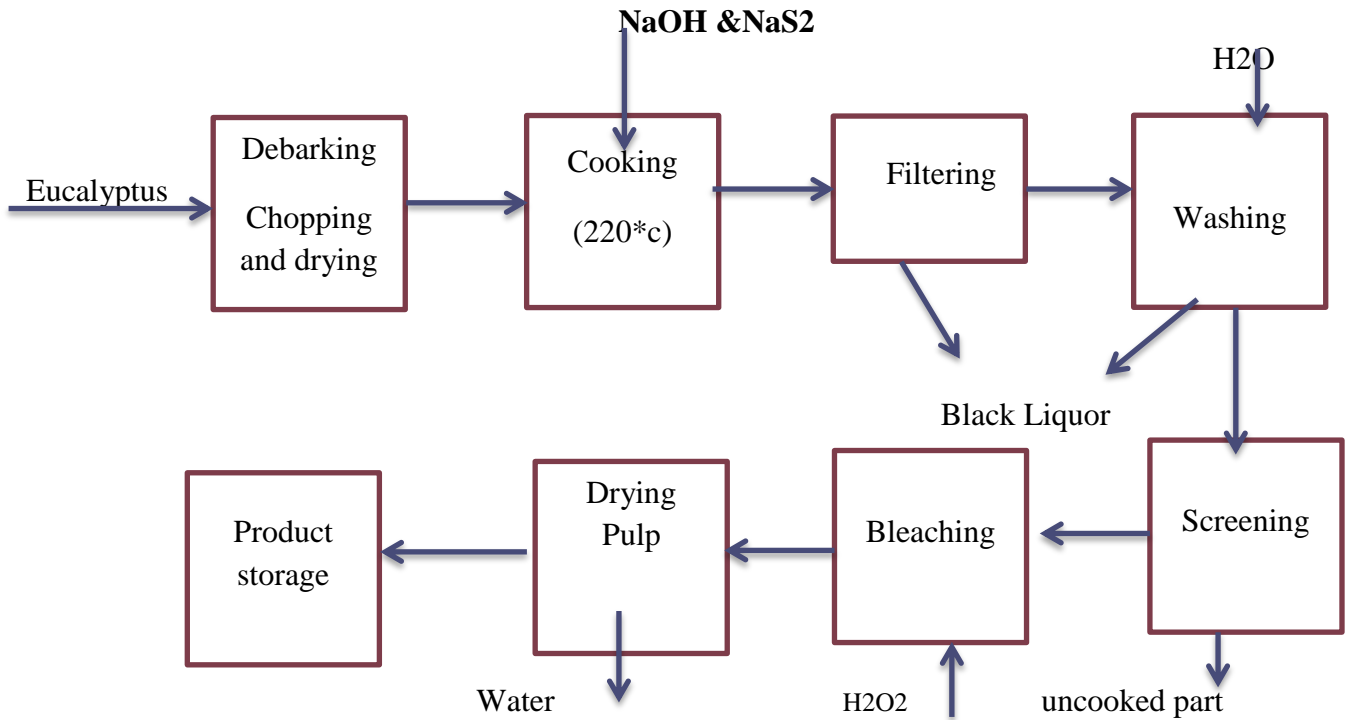 NaOH &NaS2
H2O
Eucalyptus
Debarking
Chopping
and drying
Cooking
(220*c)
Filtering
Washing
Black Liquor
Product
storage
Drying
Pulp
Bleaching
Screening
Water
H2O2
uncooked part